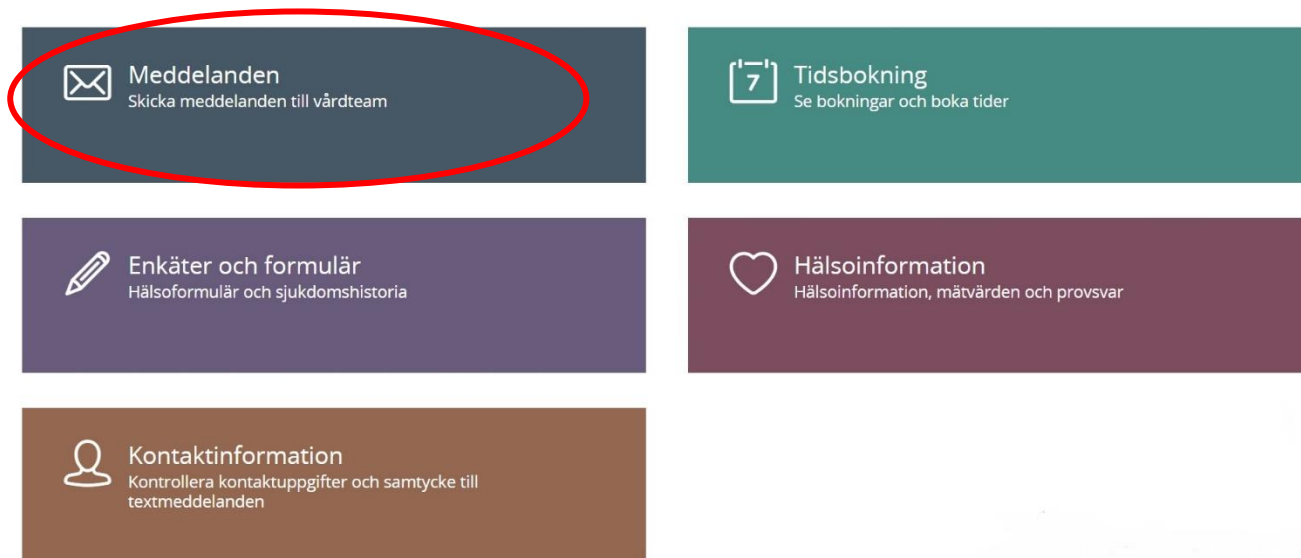 Meddelanden
Skicka meddelanden till vårdteam
7
Tidsbokning
Se bokningar och boka tider
Enkäter och formulär
Hälsoformulär och sjukdomshistoria
Hälsoinformation
Hälsoinformation, mätvärden och provsvar
Kontaktinformation
Kontrollera kontaktuppgifter och samtycke till
textmeddelanden